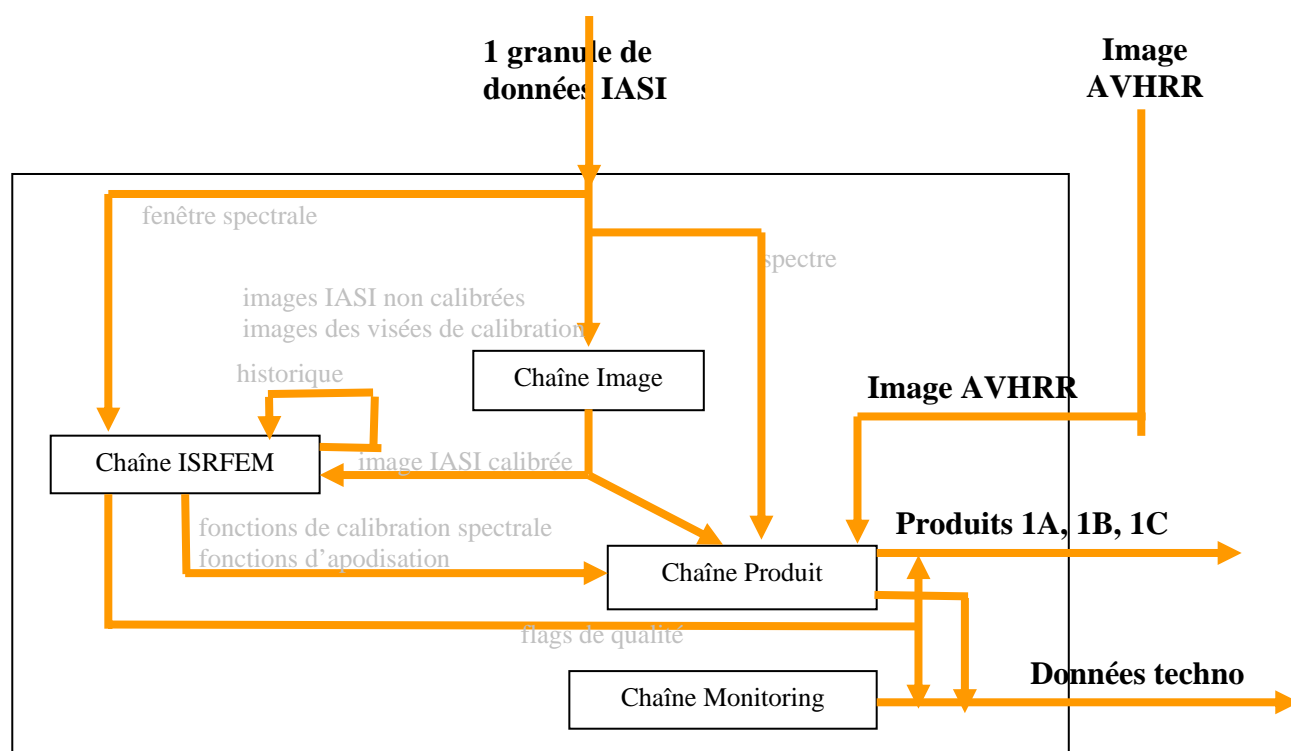 1 granule de
données IASI
Image
AVHRR
fenêtre spectrale
spectre
images IASI non calibrées
images des visées de calibration
historique
Chaîne Image
Image AVHRR
Chaîne ISRFEM
image IASI calibrée
fonctions de calibration spectrale
fonctions d’apodisation
Produits 1A, 1B, 1C
Chaîne Produit
flags de qualité
Données techno
Chaîne Monitoring